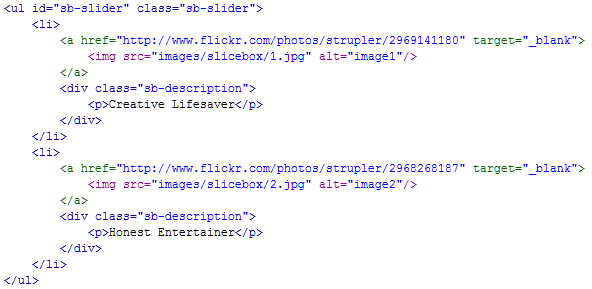 <ul id="sb-slider" class="sb-slider">
    <li>
        <a href="http://www.flickr.com/photos/strupler/2969141180" target="_blank">
            <img src="images/slicebox/1.jpg" alt="image1"/>
        </a>
        <div class="sb-description">
            <p>Creative Lifesaver</p>
        </div>
    </li>
    <li>
        <a href="http://www.flickr.com/photos/strupler/2968268187" target="_blank">
            <img src="images/slicebox/2.jpg" alt="image2"/>
        </a>
        <div class="sb-description">
            <p>Honest Entertainer</p>
        </div>
    </li>
</ul>